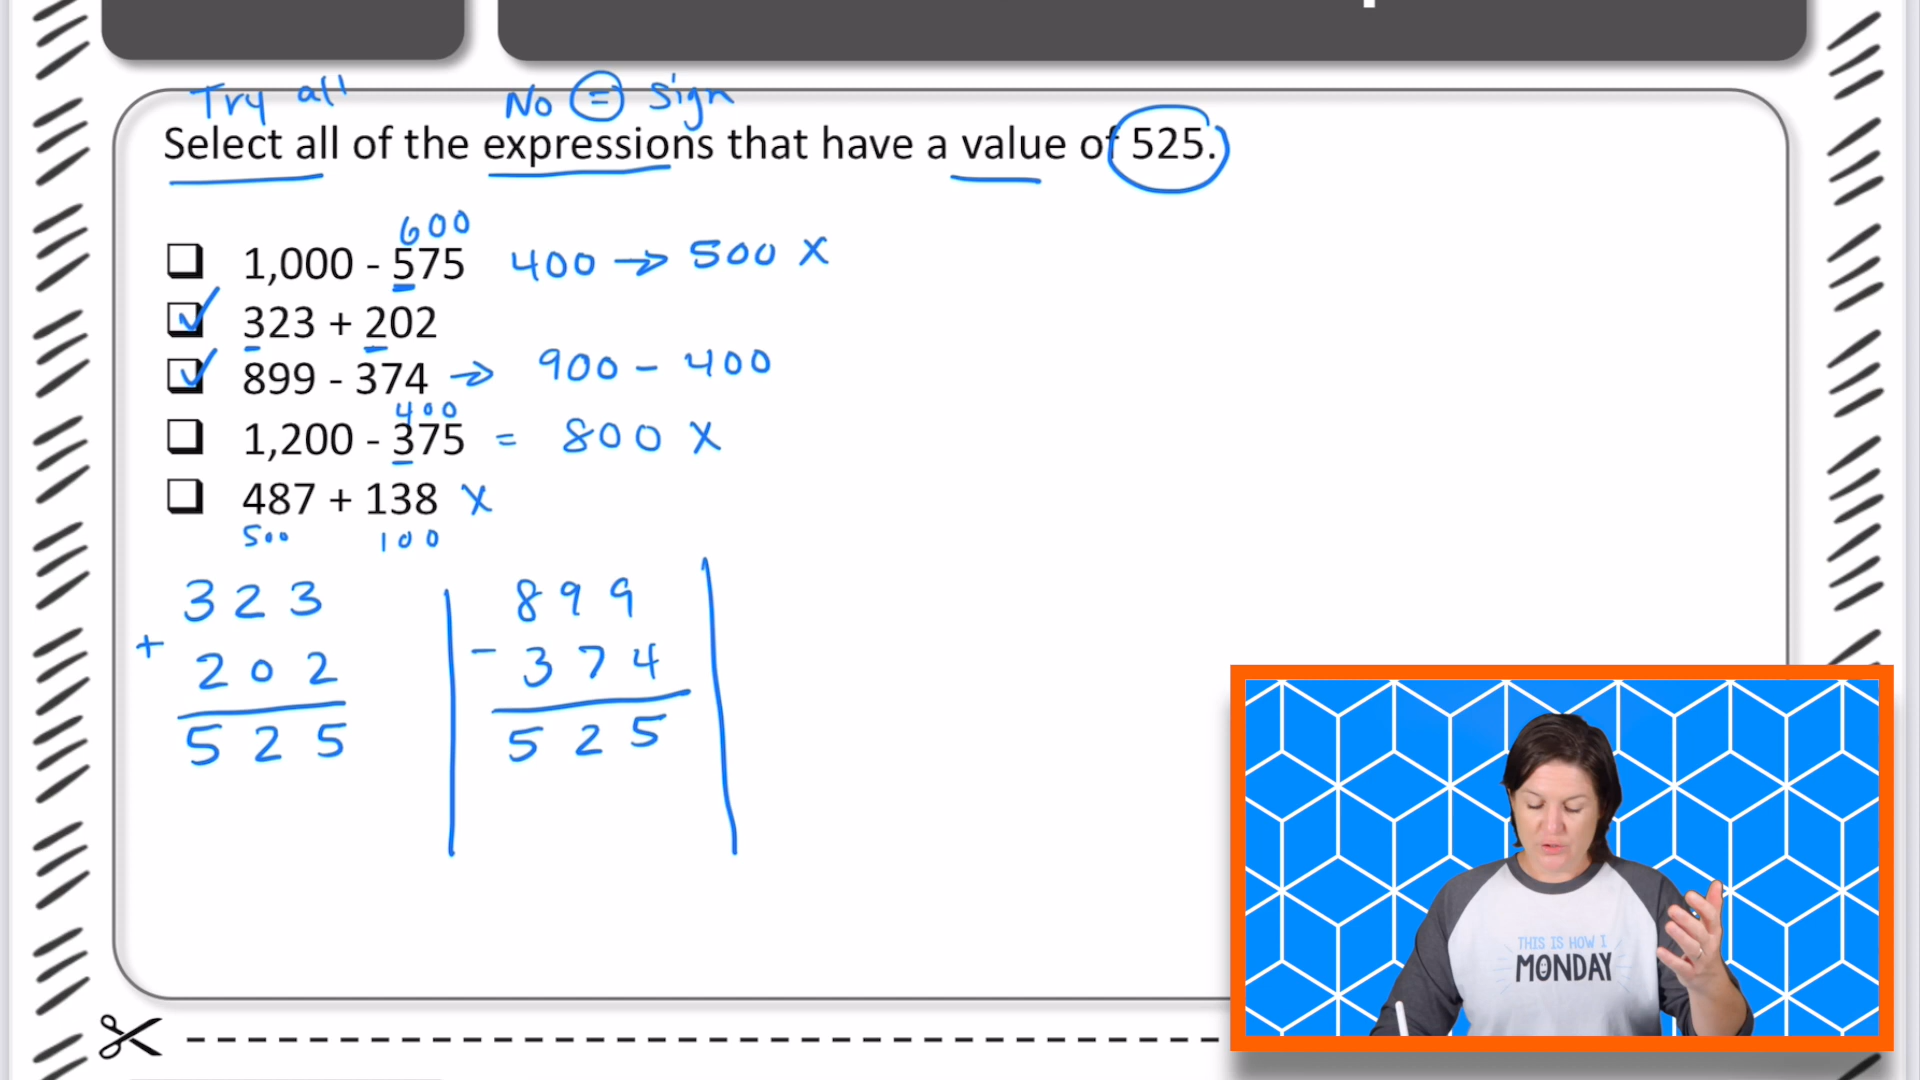 Try all No = Sign
Select all of the expressions that have a value of 525.
600
1,000 - 575 400 → 500 X
323 + 202
899 - 374 → 900 - 400
400
1,200 - 375 = 800 X
487 + 138 X
500 100
323 899
+ 202 - 374
525 525
THIS IS HOW I
MONDAY